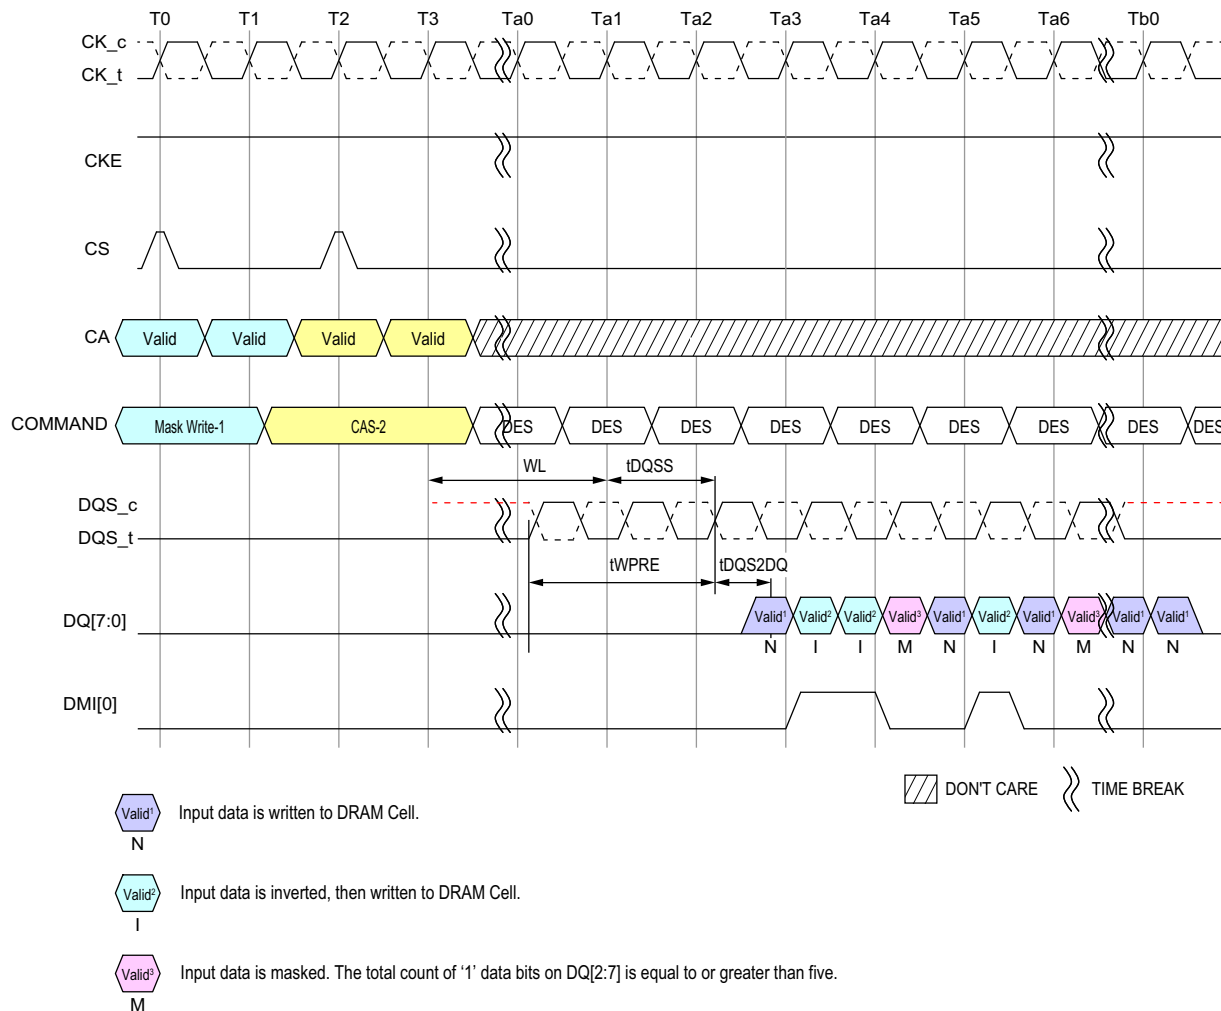 T0 T1 T2 T3 Ta0 Ta1 Ta2 Ta3 Ta4 Ta5 Ta6 Tb0
CK_c
CK_t
CKE
CS
CA Valid Valid Valid Valid
COMMAND Mask Write-1 CAS-2 DES DES DES DES DES DES DES DES DES
WL tDQSS
DQS_c
DQS_t
tWPRE tDQS2DQ
DQ[7:0] Valid¹ Valid² Valid² Valid³ Valid¹ Valid² Valid¹ Valid³ Valid¹ Valid¹
N I I M N I N M N N
DMI[0]
DON'T CARE TIME BREAK
Valid¹ Input data is written to DRAM Cell.
N
Valid² Input data is inverted, then written to DRAM Cell.
I
Valid³ Input data is masked. The total count of ‘1’ data bits on DQ[2:7] is equal to or greater than five.
M